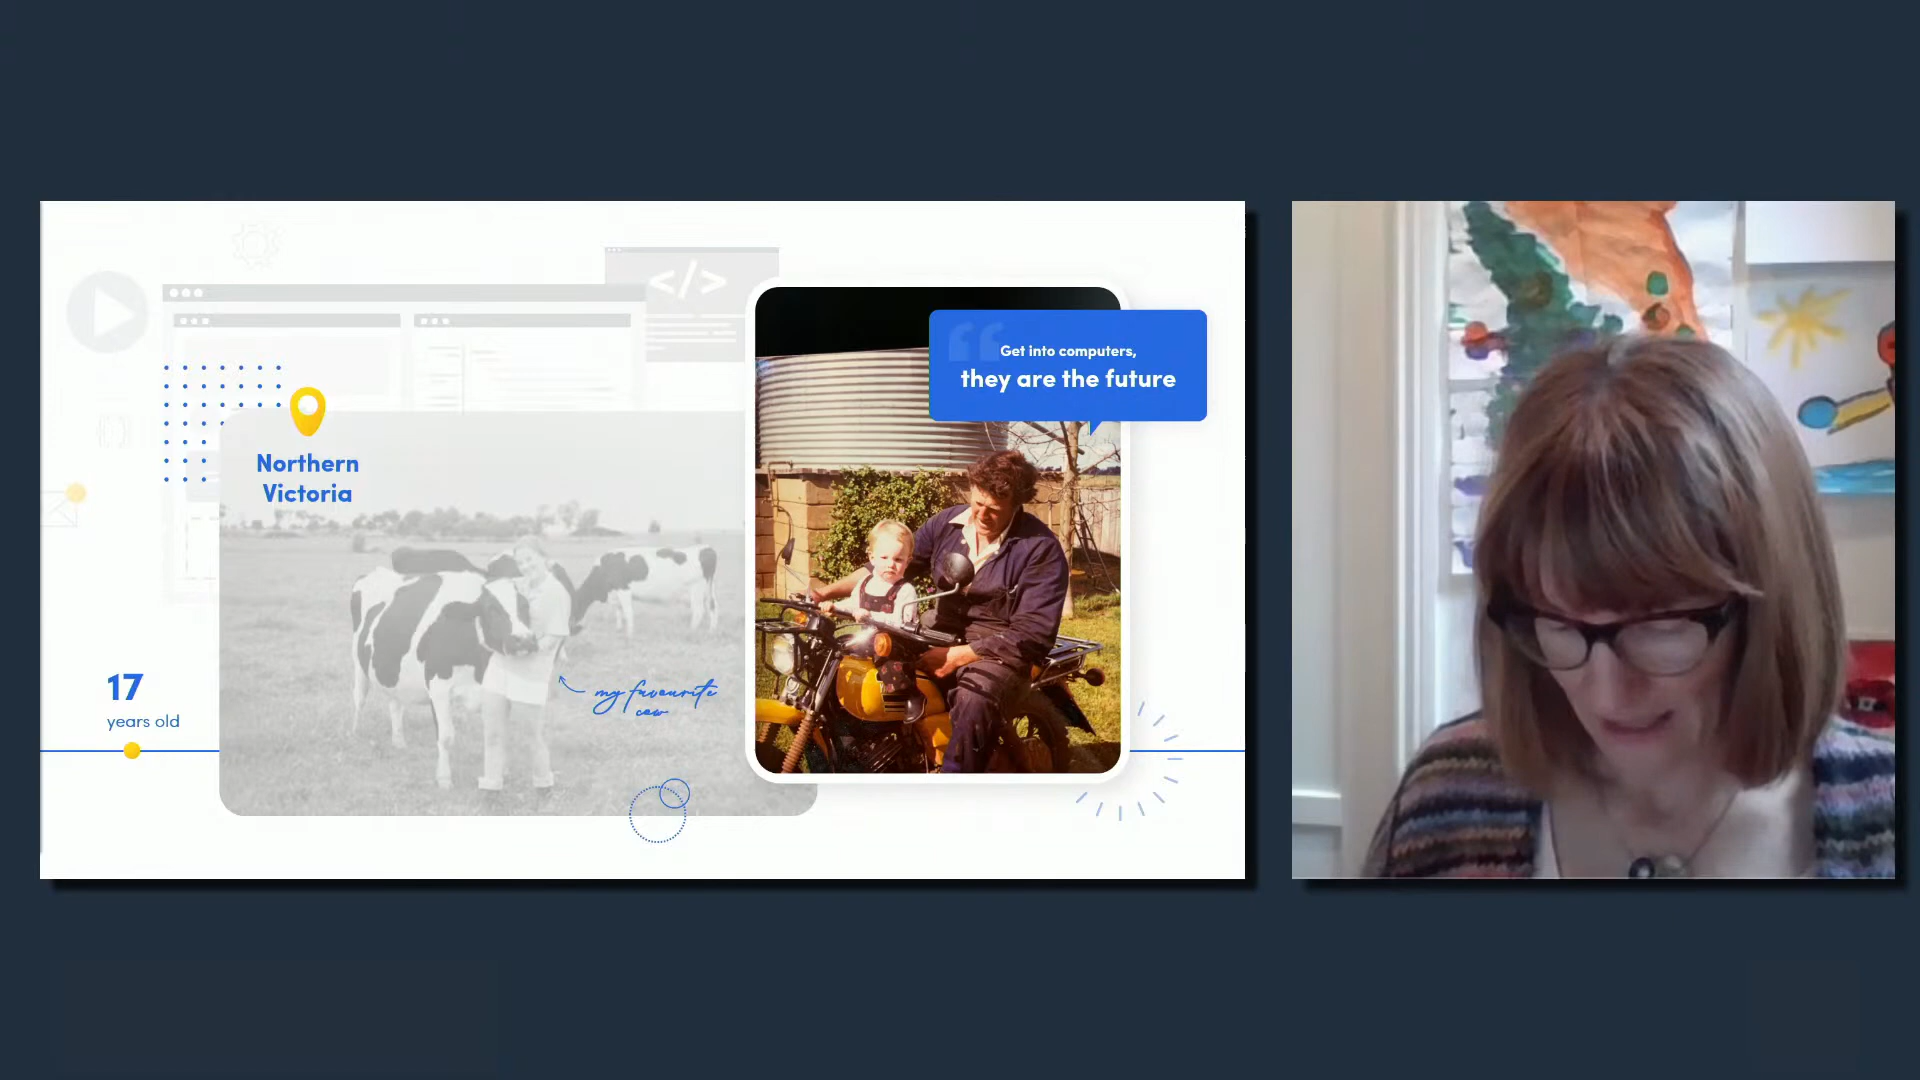 </>
Get into computers,
they are the future
Northern
Victoria
17
years old
my favourite
cow